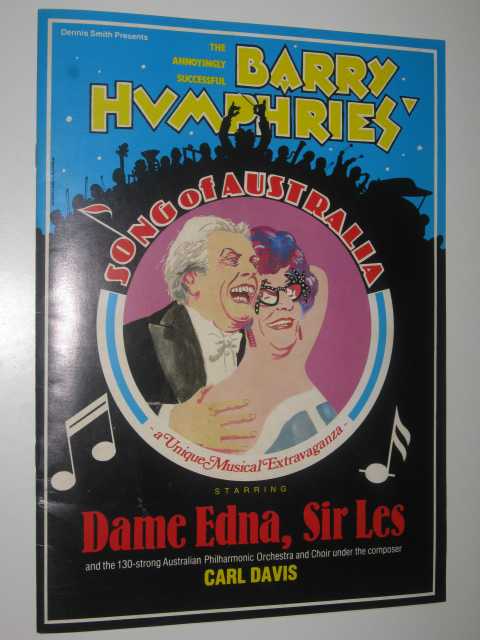 Dennis Smith Presents
THE
ANNOYINGLY
SUCCESSFUL
BARRY
HVMPHRIES'
SONG of AUSTRALIA
- a Unique Musical Extravaganza -
STARRING
Dame Edna, Sir Les
and the 130-strong Australian Philharmonic Orchestra and Choir under the composer
CARL DAVIS